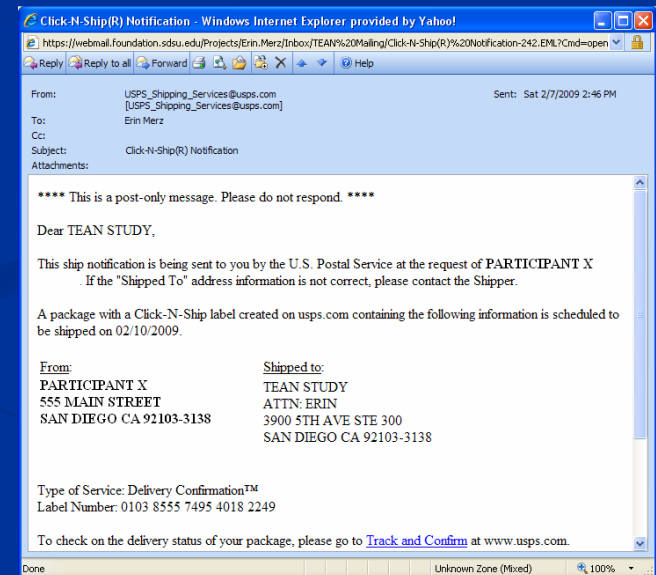 Click-N-Ship(R) Notification - Windows Internet Explorer provided by Yahoo!
https://webmail.foundation.sdsu.edu/Projects/Erin.Merz/Inbox/TEAN%20Mailing/Click-N-Ship(R)%20Notification-242.EML?Cmd=open
Reply Reply to all Forward Help
From: USPS_Shipping_Services@usps.com Sent: Sat 2/7/2009 2:46 PM
[USPS_Shipping_Services@usps.com]
To: Erin Merz
Cc:
Subject: Click-N-Ship(R) Notification
Attachments:
**** This is a post-only message. Please do not respond. ****
Dear TEAN STUDY,
This ship notification is being sent to you by the U.S. Postal Service at the request of PARTICIPANT X
. If the "Shipped To" address information is not correct, please contact the Shipper.
A package with a Click-N-Ship label created on usps.com containing the following information is scheduled to
be shipped on 02/10/2009.
From: Shipped to:
PARTICIPANT X TEAN STUDY
555 MAIN STREET ATTN: ERIN
SAN DIEGO CA 92103-3138 3900 5TH AVE STE 300
SAN DIEGO CA 92103-3138
Type of Service: Delivery Confirmation™
Label Number: 0103 8555 7495 4018 2249
To check on the delivery status of your package, please go to Track and Confirm at www.usps.com.
Done Unknown Zone (Mixed) 100%